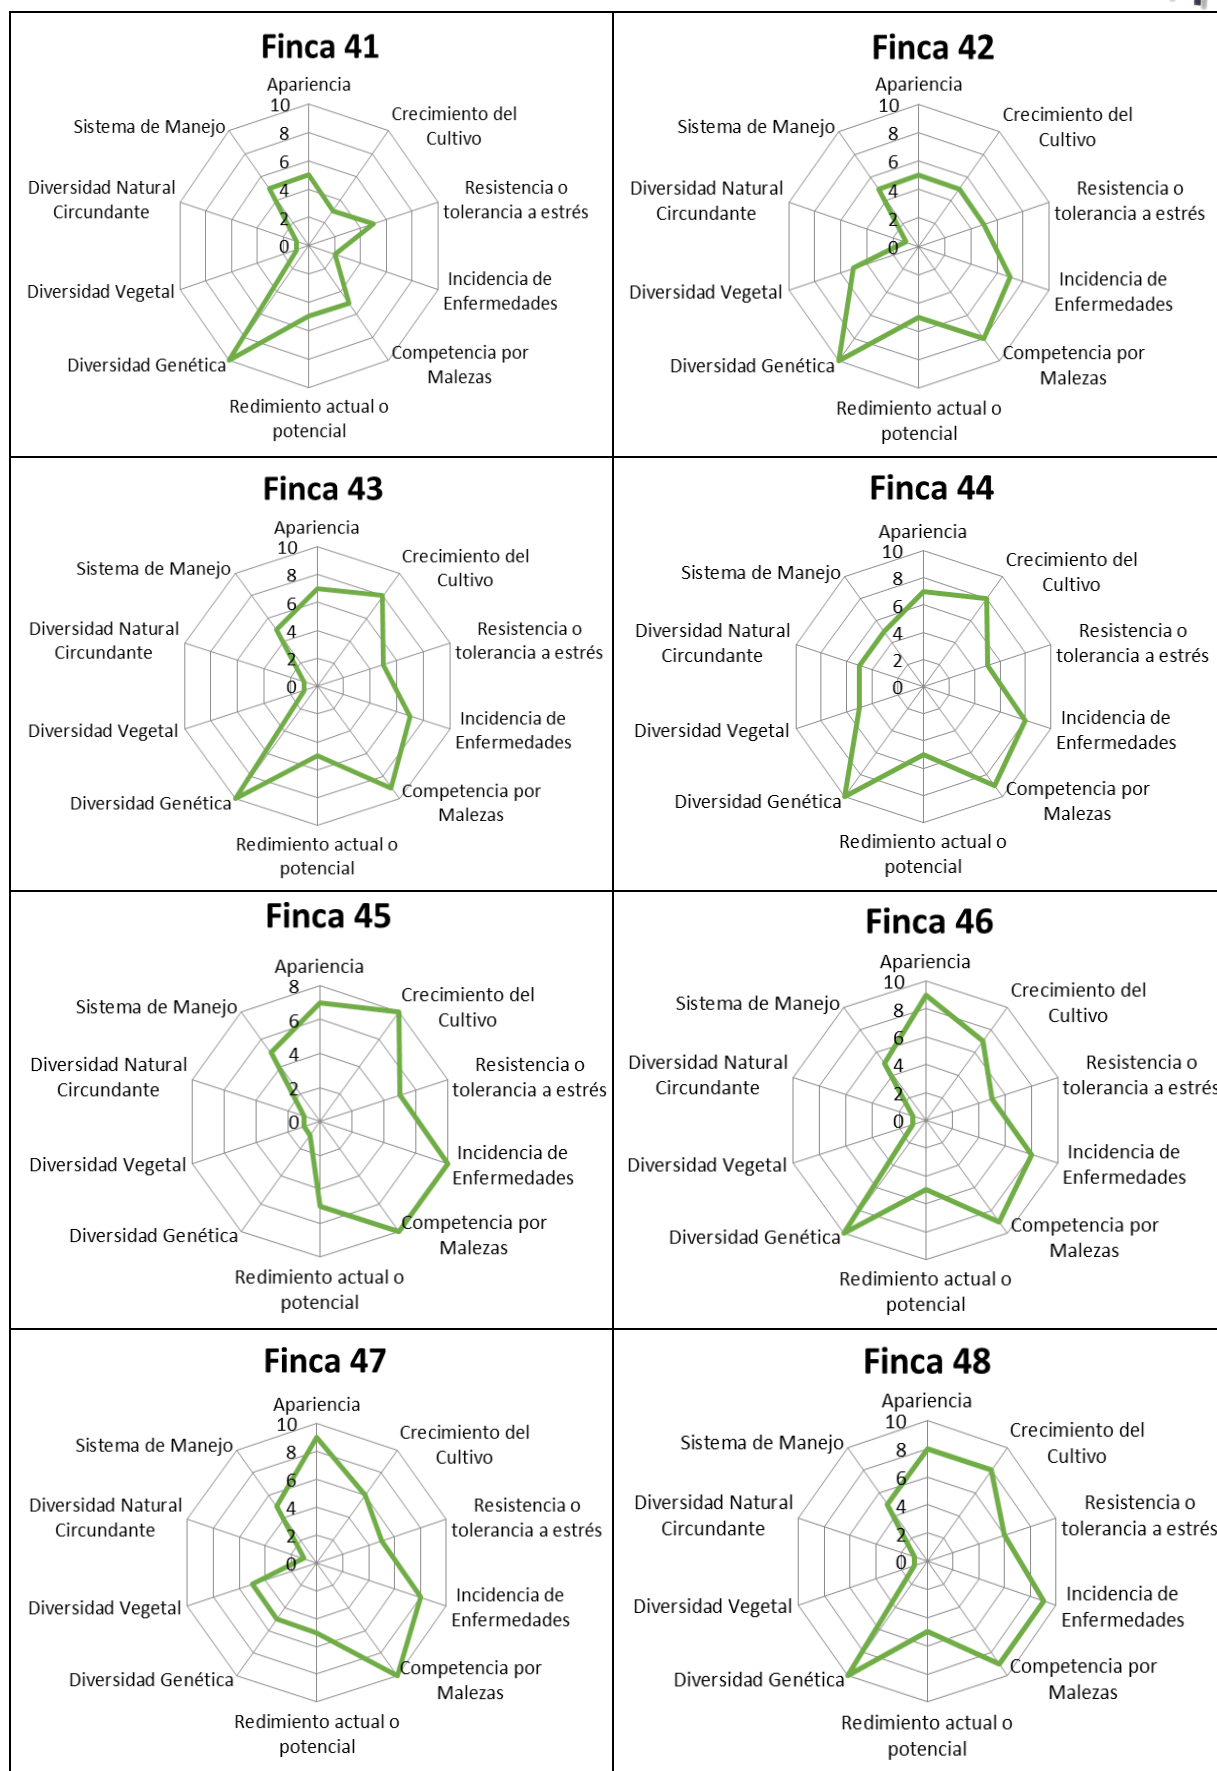 Finca 41
Apariencia
10
8
6
4
2
0
Crecimiento del
Cultivo
Resistencia o
tolerancia a estrés
Incidencia de
Enfermedades
Competencia por
Malezas
Redimiento actual o
potencial
Diversidad Genética
Diversidad Vegetal
Diversidad Natural
Circundante
Sistema de Manejo
Finca 42
Apariencia
10
8
6
4
2
0
Crecimiento del
Cultivo
Resistencia o
tolerancia a estrés
Incidencia de
Enfermedades
Competencia por
Malezas
Redimiento actual o
potencial
Diversidad Genética
Diversidad Vegetal
Diversidad Natural
Circundante
Sistema de Manejo
Finca 43
Apariencia
10
8
6
4
2
0
Crecimiento del
Cultivo
Resistencia o
tolerancia a estrés
Incidencia de
Enfermedades
Competencia por
Malezas
Redimiento actual o
potencial
Diversidad Genética
Diversidad Vegetal
Diversidad Natural
Circundante
Sistema de Manejo
Finca 44
Apariencia
10
8
6
4
2
0
Crecimiento del
Cultivo
Resistencia o
tolerancia a estrés
Incidencia de
Enfermedades
Competencia por
Malezas
Redimiento actual o
potencial
Diversidad Genética
Diversidad Vegetal
Diversidad Natural
Circundante
Sistema de Manejo
Finca 45
Apariencia
8
6
4
2
0
Crecimiento del
Cultivo
Resistencia o
tolerancia a estrés
Incidencia de
Enfermedades
Competencia por
Malezas
Redimiento actual o
potencial
Diversidad Genética
Diversidad Vegetal
Diversidad Natural
Circundante
Sistema de Manejo
Finca 46
Apariencia
10
8
6
4
2
0
Crecimiento del
Cultivo
Resistencia o
tolerancia a estrés
Incidencia de
Enfermedades
Competencia por
Malezas
Redimiento actual o
potencial
Diversidad Genética
Diversidad Vegetal
Diversidad Natural
Circundante
Sistema de Manejo
Finca 47
Apariencia
10
8
6
4
2
0
Crecimiento del
Cultivo
Resistencia o
tolerancia a estrés
Incidencia de
Enfermedades
Competencia por
Malezas
Redimiento actual o
potencial
Diversidad Genética
Diversidad Vegetal
Diversidad Natural
Circundante
Sistema de Manejo
Finca 48
Apariencia
10
8
6
4
2
0
Crecimiento del
Cultivo
Resistencia o
tolerancia a estrés
Incidencia de
Enfermedades
Competencia por
Malezas
Redimiento actual o
potencial
Diversidad Genética
Diversidad Vegetal
Diversidad Natural
Circundante
Sistema de Manejo